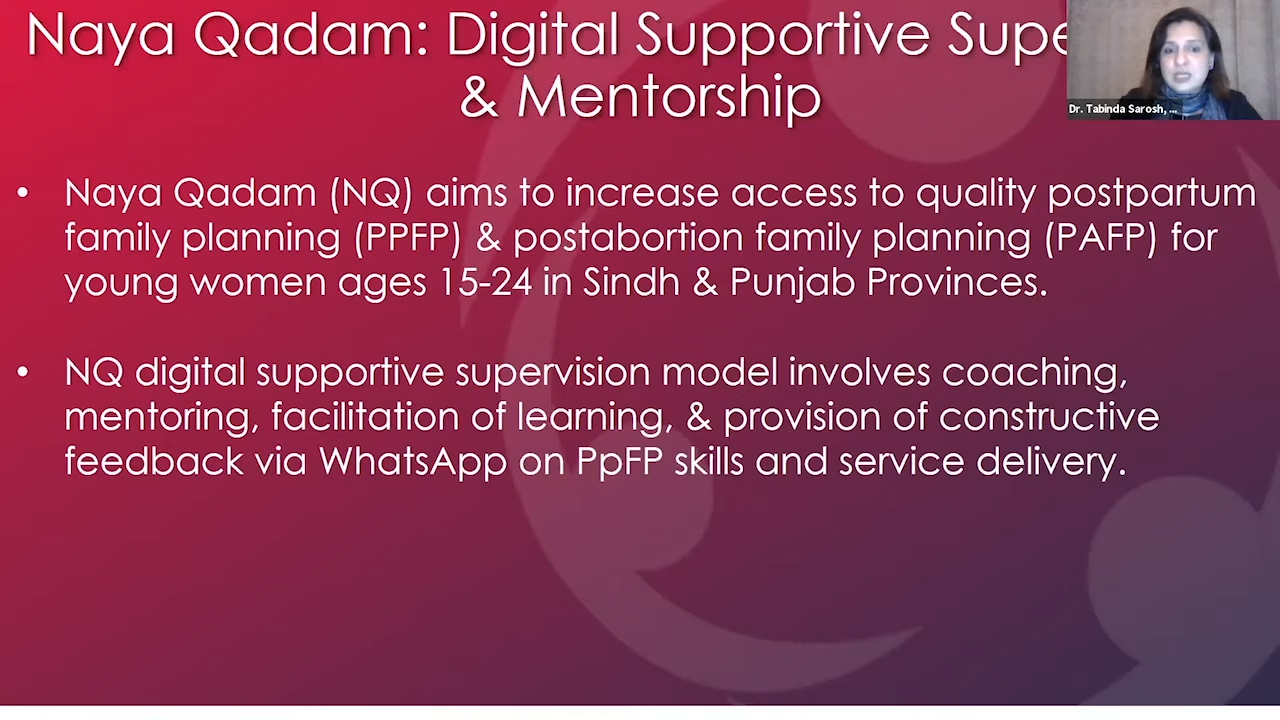 Naya Qadam: Digital Supportive Supe
& Mentorship
Dr. Tabinda Sarosh, ...
• Naya Qadam (NQ) aims to increase access to quality postpartum
family planning (PPFP) & postabortion family planning (PAFP) for
young women ages 15-24 in Sindh & Punjab Provinces.
• NQ digital supportive supervision model involves coaching,
mentoring, facilitation of learning, & provision of constructive
feedback via WhatsApp on PpFP skills and service delivery.